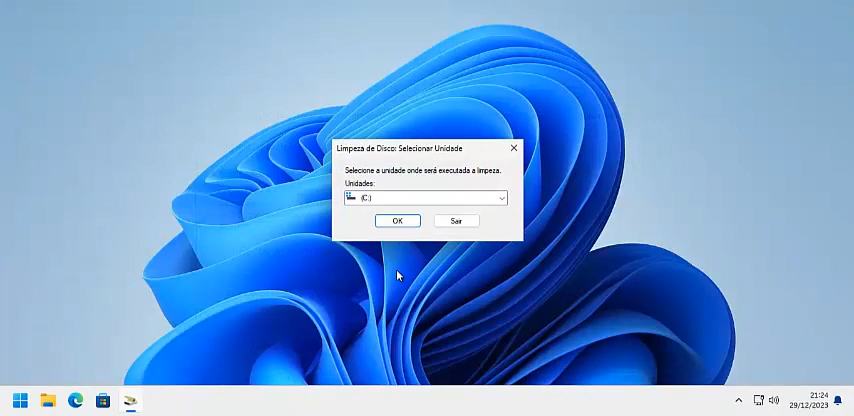 Limpeza de Disco: Selecionar Unidade
Selecione a unidade onde será executada a limpeza.
Unidades:
(C:)
OK
Sair
21:24
29/12/2023